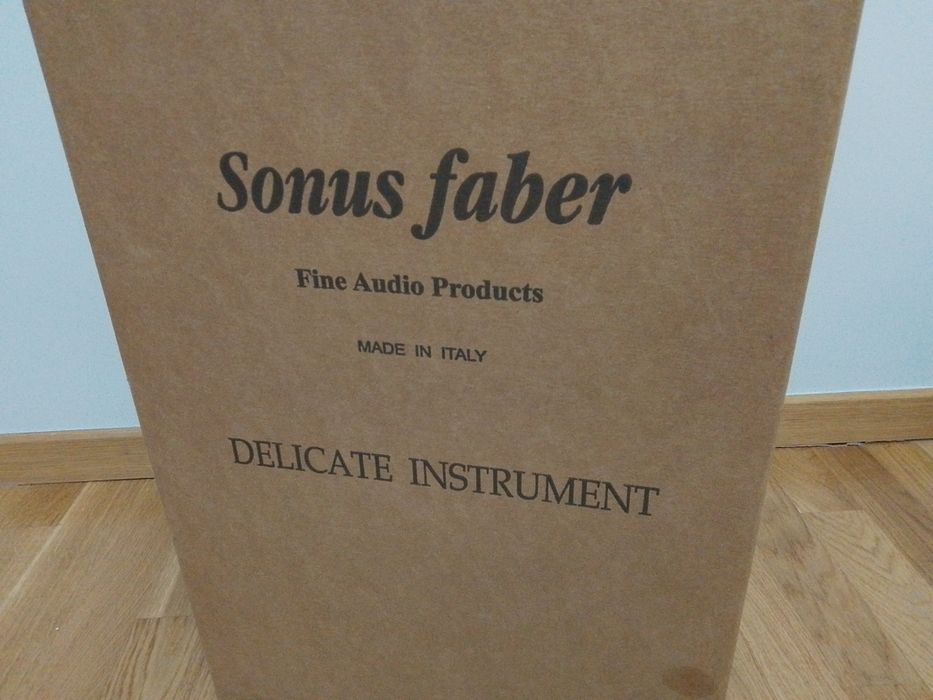 Sonus faber
Fine Audio Products
MADE IN ITALY
DELICATE INSTRUMENT